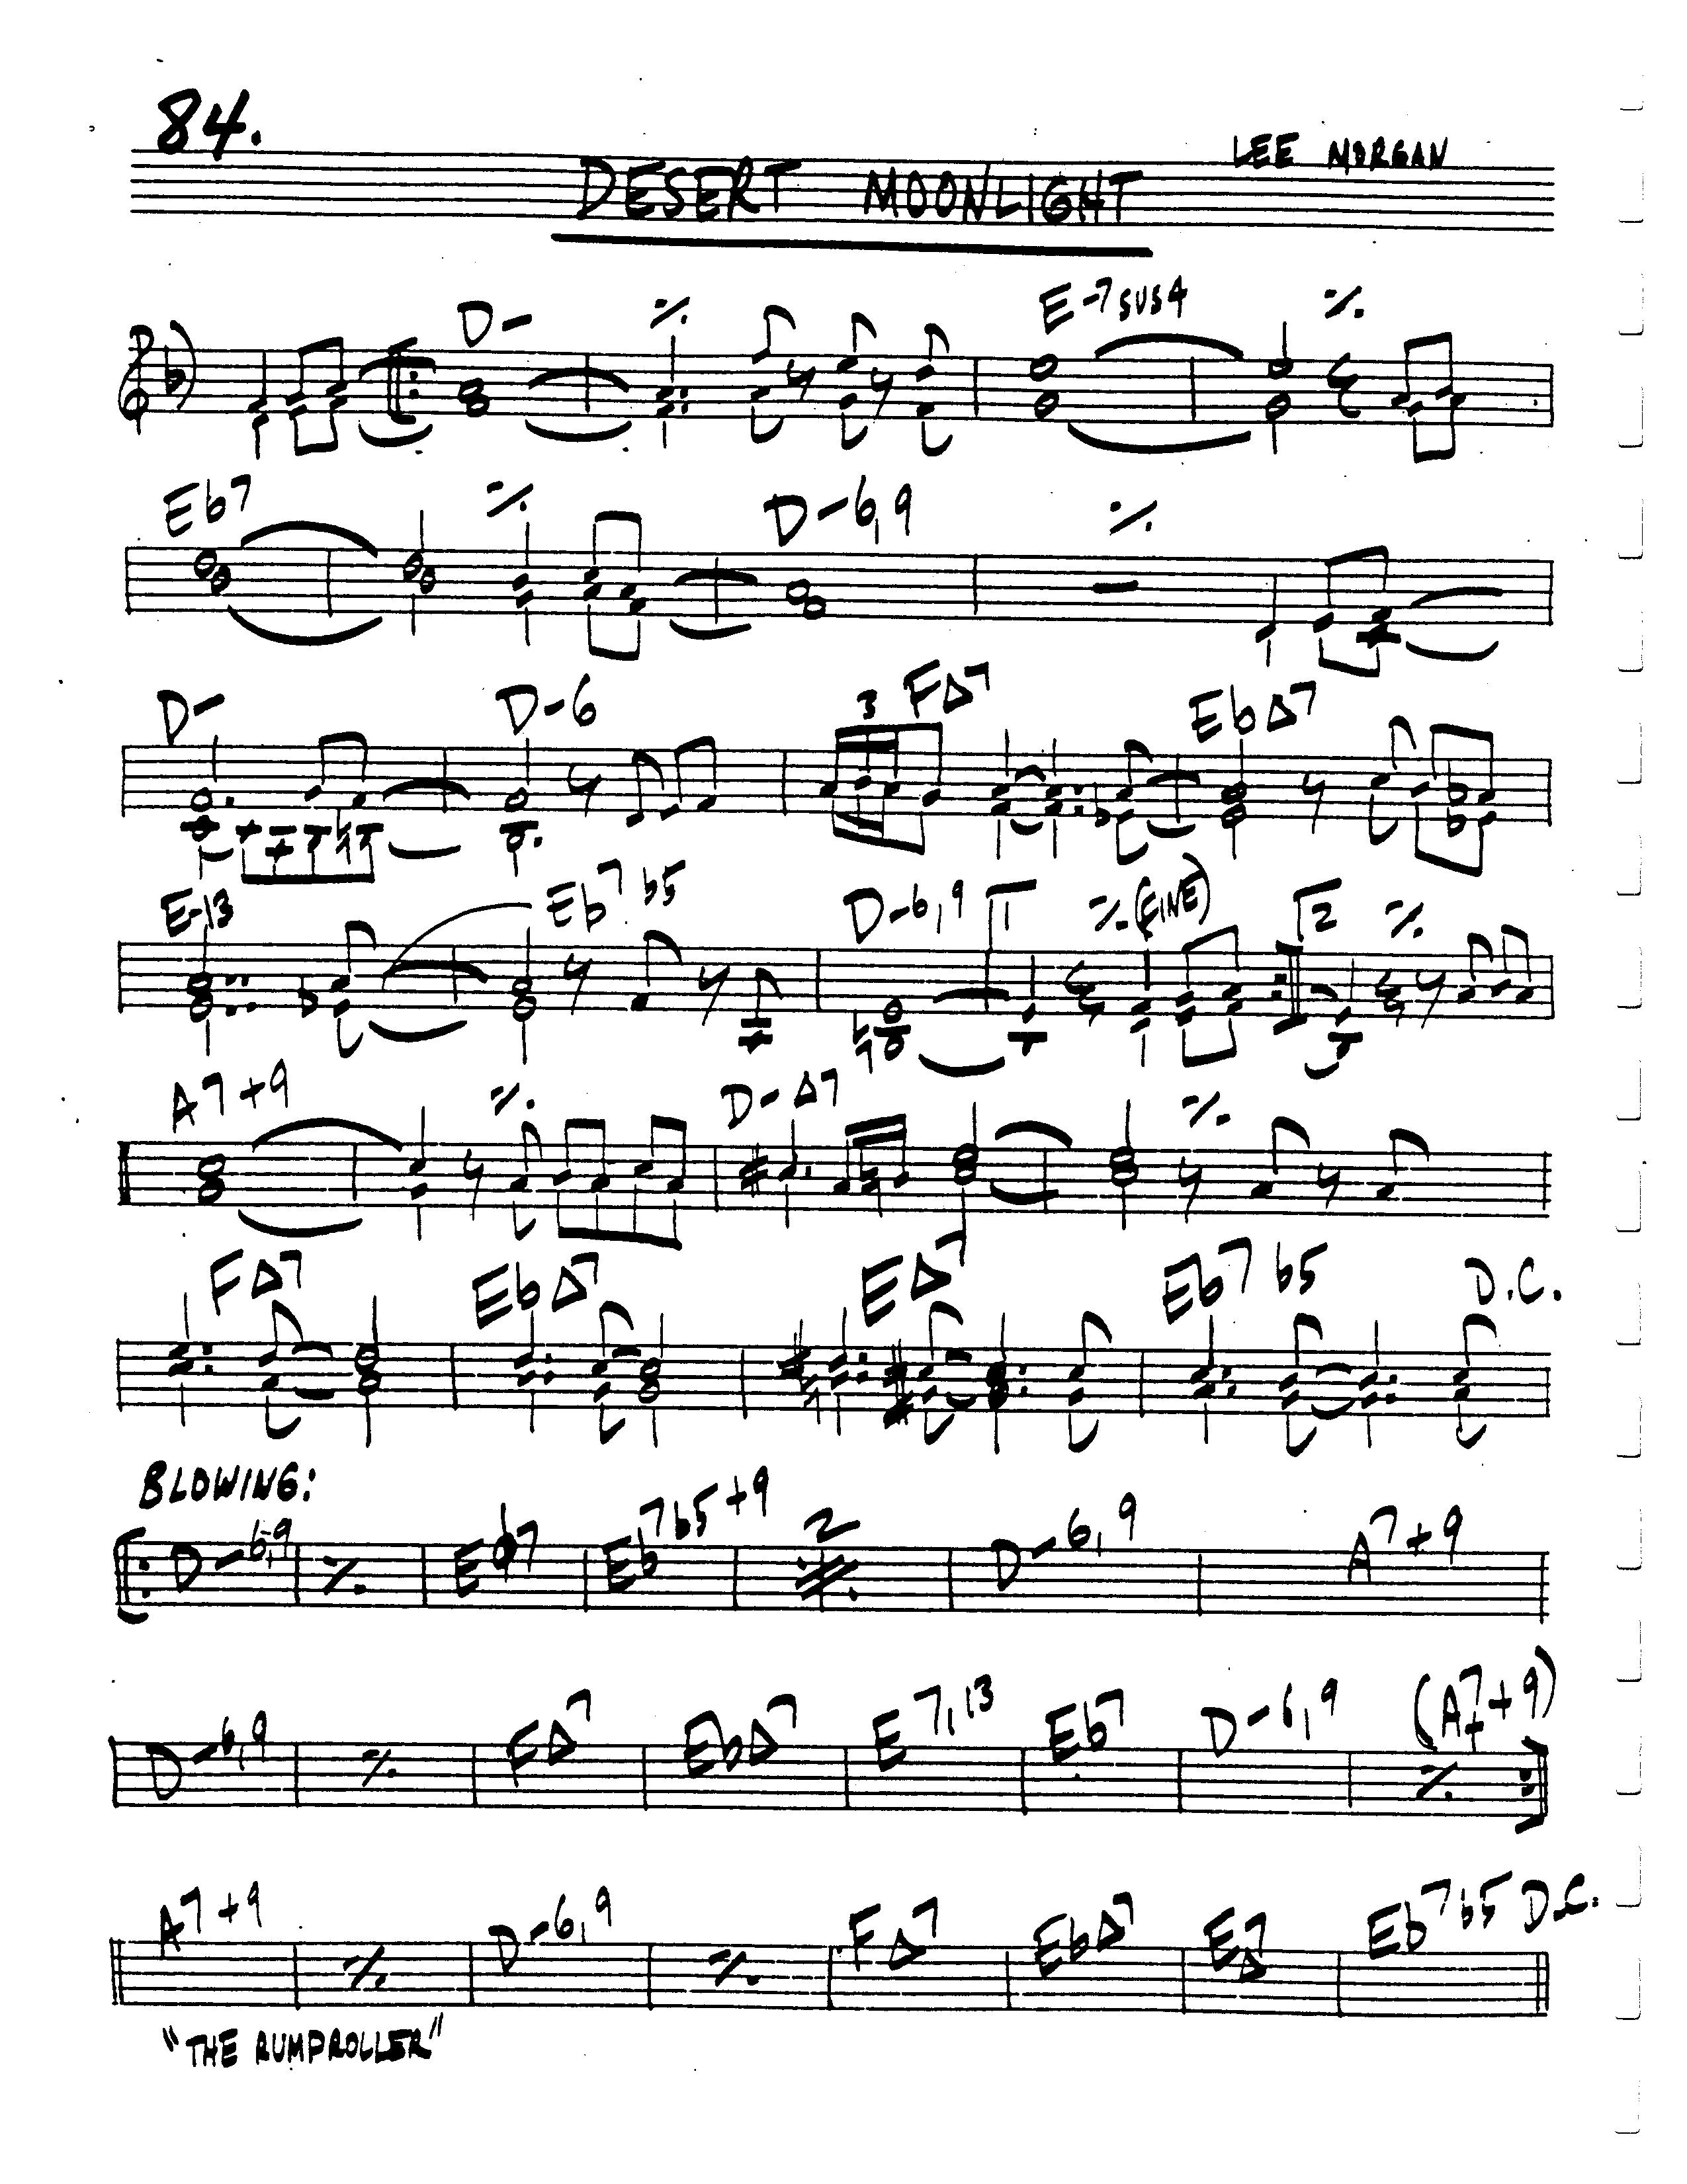 84.
LEE MORGAN
DESERT MOONLIGHT
D- ٪ E-7sus4 ٪
Eb7 ٪ D-6,9 ٪
D- D-6 3 FΔ7 EbΔ7
E-13 Eb7b5 D-6,9 1 ٪ (FINE) 2 ٪
A7+9 ٪ D-Δ7 ٪
FΔ7 EbΔ7 EΔ7 Eb7b5 D.C.
BLOWING:
D-6,9 ٪ Eø7 Eb7b5+9 2 D-6,9 A7+9
D-6,9 ٪ FΔ7 EbΔ7 E7,13 Eb7 D-6,9 (A7+9) ٪
A7+9 ٪ D-6,9 ٪ FΔ7 EbΔ7 EΔ7 Eb7b5 D.C.
"THE RUMPROLLER"